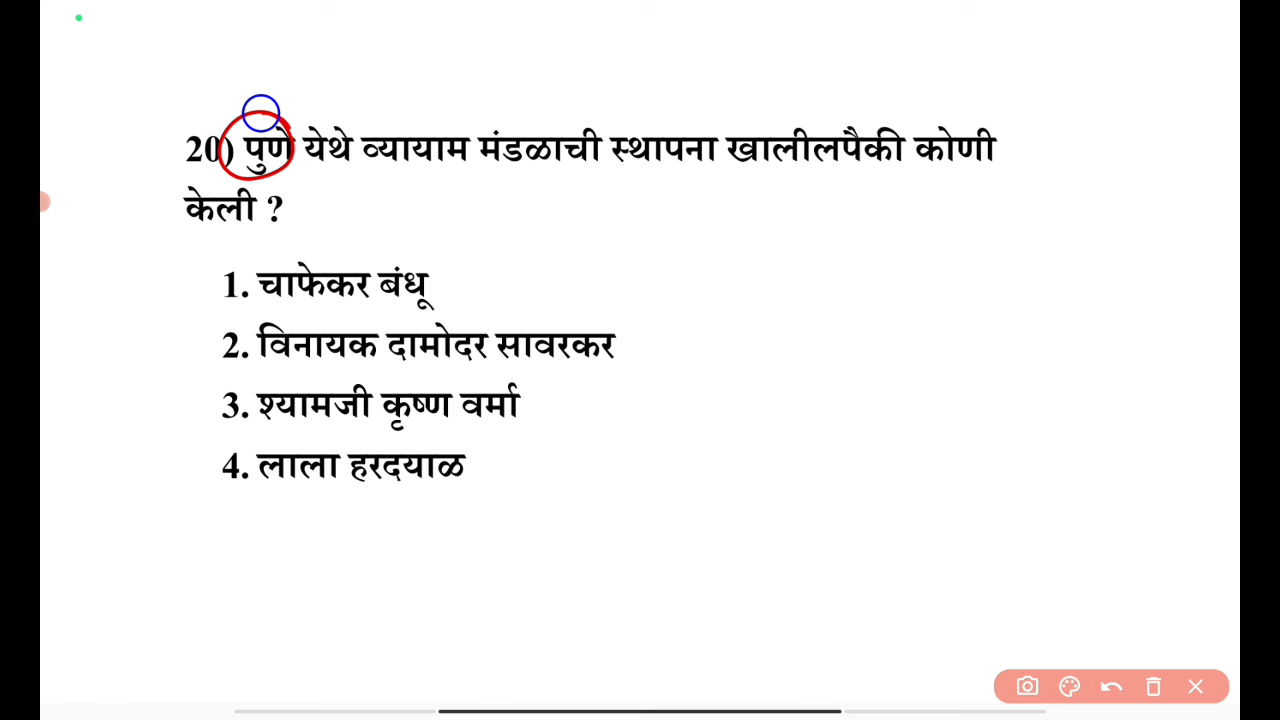 20) पुणे येथे व्यायाम मंडळाची स्थापना खालीलपैकी कोणी
केली ?
1. चाफेकर बंधू
2. विनायक दामोदर सावरकर
3. श्यामजी कृष्ण वर्मा
4. लाला हरदयाळ